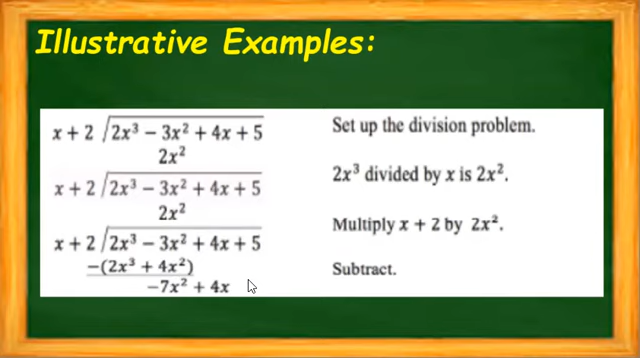 Illustrative Examples:
x + 2 /2x³ − 3x² + 4x + 5 Set up the division problem.
2x²
x + 2 /2x³ − 3x² + 4x + 5 2x³ divided by x is 2x².
2x²
x + 2 /2x³ − 3x² + 4x + 5 Multiply x + 2 by 2x².
−(2x³ + 4x²) Subtract.
−7x² + 4x